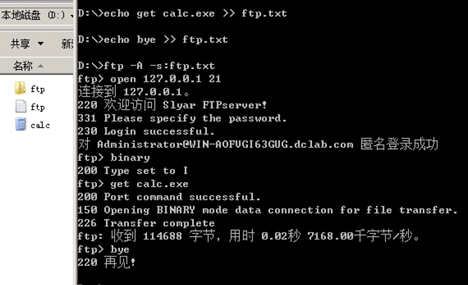 本地磁盘 (D:)
共享
新
名称
ftp
ftp
calc
D:\>echo get calc.exe >> ftp.txt
D:\>echo bye >> ftp.txt
D:\>ftp -A -s:ftp.txt
ftp> open 127.0.0.1 21
连接到 127.0.0.1。
220 欢迎访问 Slyar FTPserver!
331 Please specify the password.
230 Login successful.
对 Administrator@WIN-AOFVGI63GUG.dclab.com 匿名登录成功
ftp> binary
200 Type set to I
ftp> get calc.exe
200 Port command successful.
150 Opening BINARY mode data connection for file transfer.
226 Transfer complete
ftp: 收到 114688 字节，用时 0.02秒 7168.00千字节/秒。
ftp> bye
220 再见!